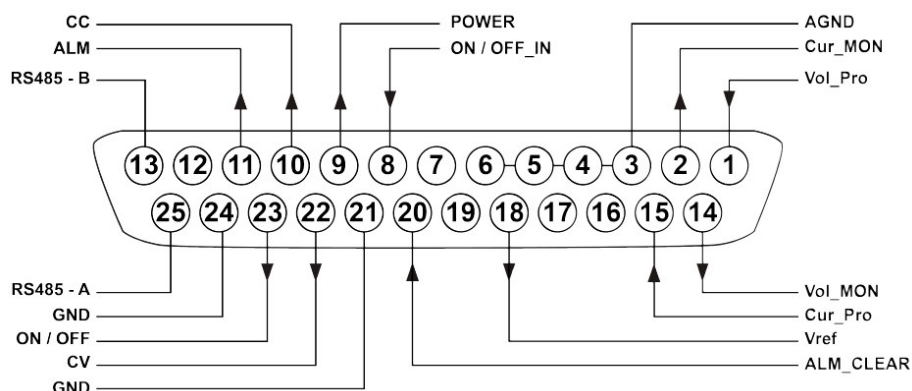 CC
ALM
RS485 - B
POWER
ON / OFF_IN
AGND
Cur_MON
Vol_Pro
13 12 11 10 9 8 7 6 5 4 3 2 1
25 24 23 22 21 20 19 18 17 16 15 14
RS485 - A
GND
ON / OFF
CV
GND
Vol_MON
Cur_Pro
Vref
ALM_CLEAR